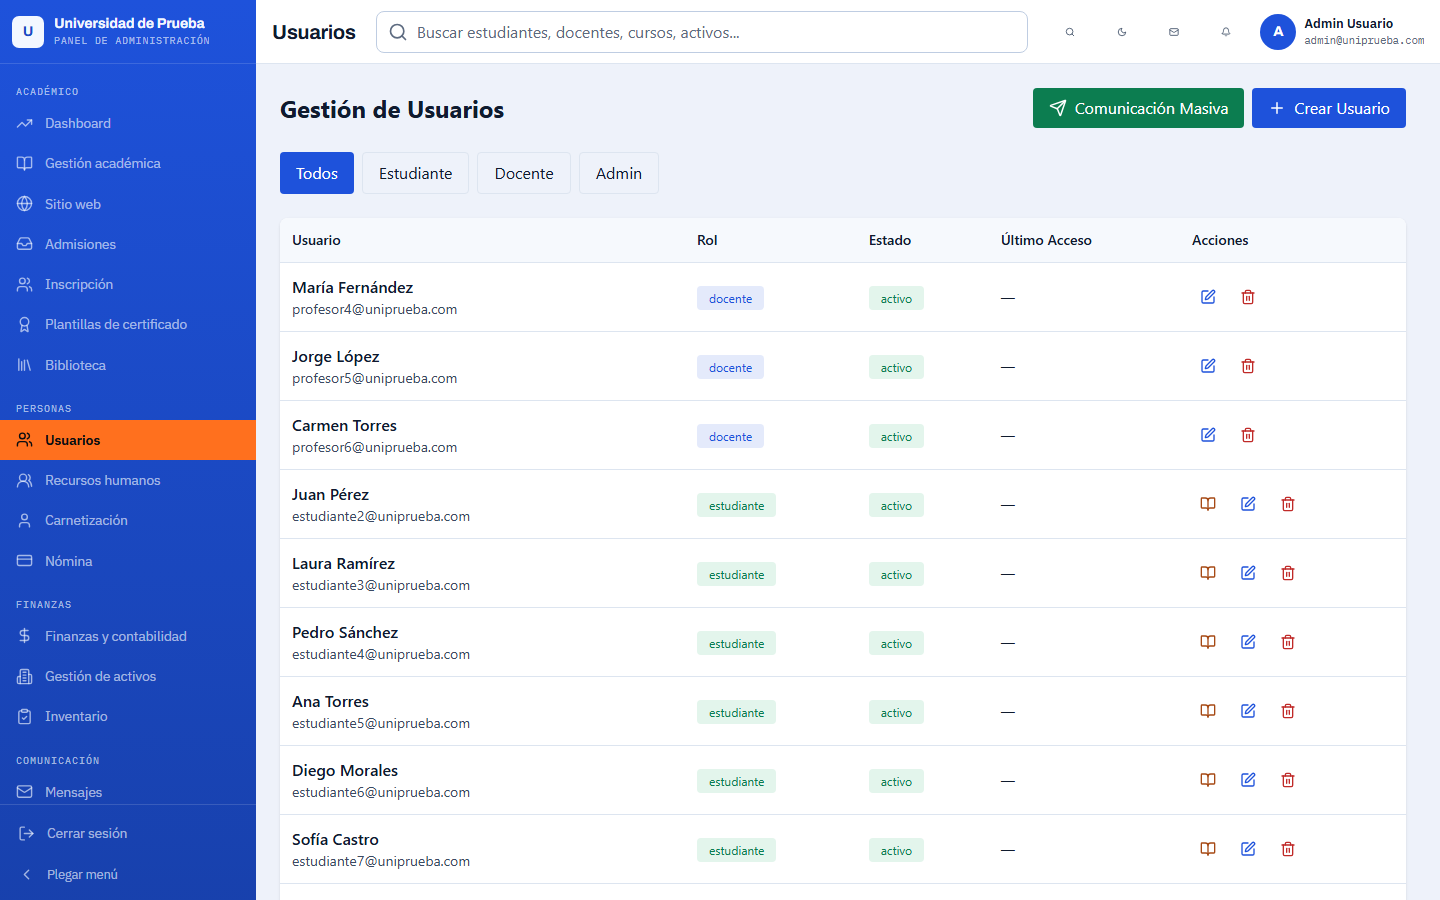 U
Universidad de Prueba
PANEL DE ADMINISTRACIÓN
Usuarios
Buscar estudiantes, docentes, cursos, activos...
A
Admin Usuario
admin@uniprueba.com
ACADÉMICO
Dashboard
Gestión académica
Sitio web
Admisiones
Inscripción
Plantillas de certificado
Biblioteca
PERSONAS
Usuarios
Recursos humanos
Carnetización
Nómina
FINANZAS
Finanzas y contabilidad
Gestión de activos
Inventario
COMUNICACIÓN
Mensajes
Cerrar sesión
Plegar menú
Gestión de Usuarios
Comunicación Masiva
Crear Usuario
Todos Estudiante Docente Admin
Usuario Rol Estado Último Acceso Acciones
María Fernández
profesor4@uniprueba.com
docente activo —
Jorge López
profesor5@uniprueba.com
docente activo —
Carmen Torres
profesor6@uniprueba.com
docente activo —
Juan Pérez
estudiante2@uniprueba.com
estudiante activo —
Laura Ramírez
estudiante3@uniprueba.com
estudiante activo —
Pedro Sánchez
estudiante4@uniprueba.com
estudiante activo —
Ana Torres
estudiante5@uniprueba.com
estudiante activo —
Diego Morales
estudiante6@uniprueba.com
estudiante activo —
Sofía Castro
estudiante7@uniprueba.com
estudiante activo —